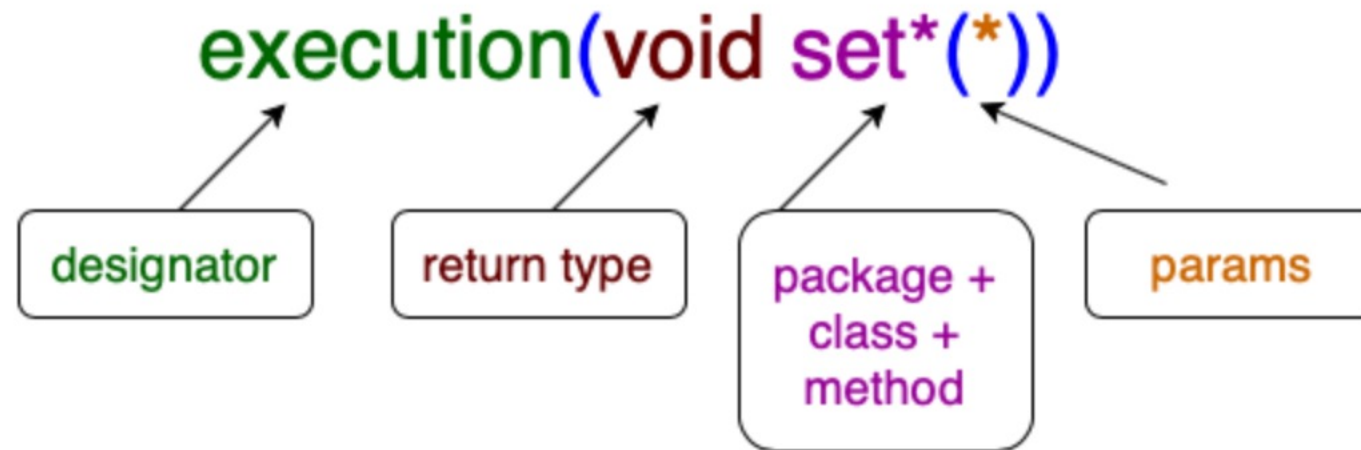 execution(void set*(*))
designator
return type
package +
class +
method
params